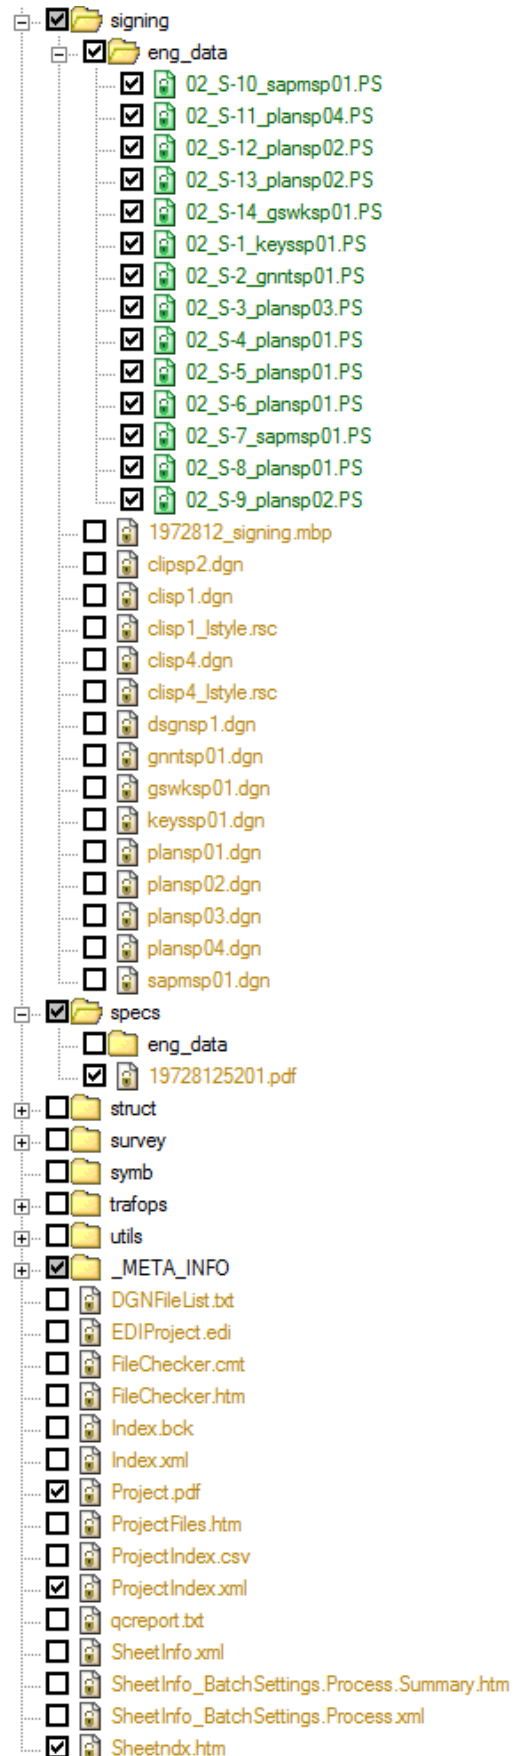 signing
eng_data
02_S-10_sapmsp01.PS
02_S-11_plansp04.PS
02_S-12_plansp02.PS
02_S-13_plansp02.PS
02_S-14_gswksp01.PS
02_S-1_keyssp01.PS
02_S-2_gnntsp01.PS
02_S-3_plansp03.PS
02_S-4_plansp01.PS
02_S-5_plansp01.PS
02_S-6_plansp01.PS
02_S-7_sapmsp01.PS
02_S-8_plansp01.PS
02_S-9_plansp02.PS
1972812_signing.mbp
clipsp2.dgn
clisp1.dgn
clisp1_lstyle.rsc
clisp4.dgn
clisp4_lstyle.rsc
dsgnsp1.dgn
gnntsp01.dgn
gswksp01.dgn
keyssp01.dgn
plansp01.dgn
plansp02.dgn
plansp03.dgn
plansp04.dgn
sapmsp01.dgn
specs
eng_data
19728125201.pdf
struct
survey
symb
trafops
utils
_META_INFO
DGNFileList.txt
EDIProject.edi
FileChecker.cmt
FileChecker.htm
Index.bck
Index.xml
Project.pdf
ProjectFiles.htm
ProjectIndex.csv
ProjectIndex.xml
qcreport.txt
SheetInfo.xml
SheetInfo_BatchSettings.Process.Summary.htm
SheetInfo_BatchSettings.Process.xml
Sheetndx.htm